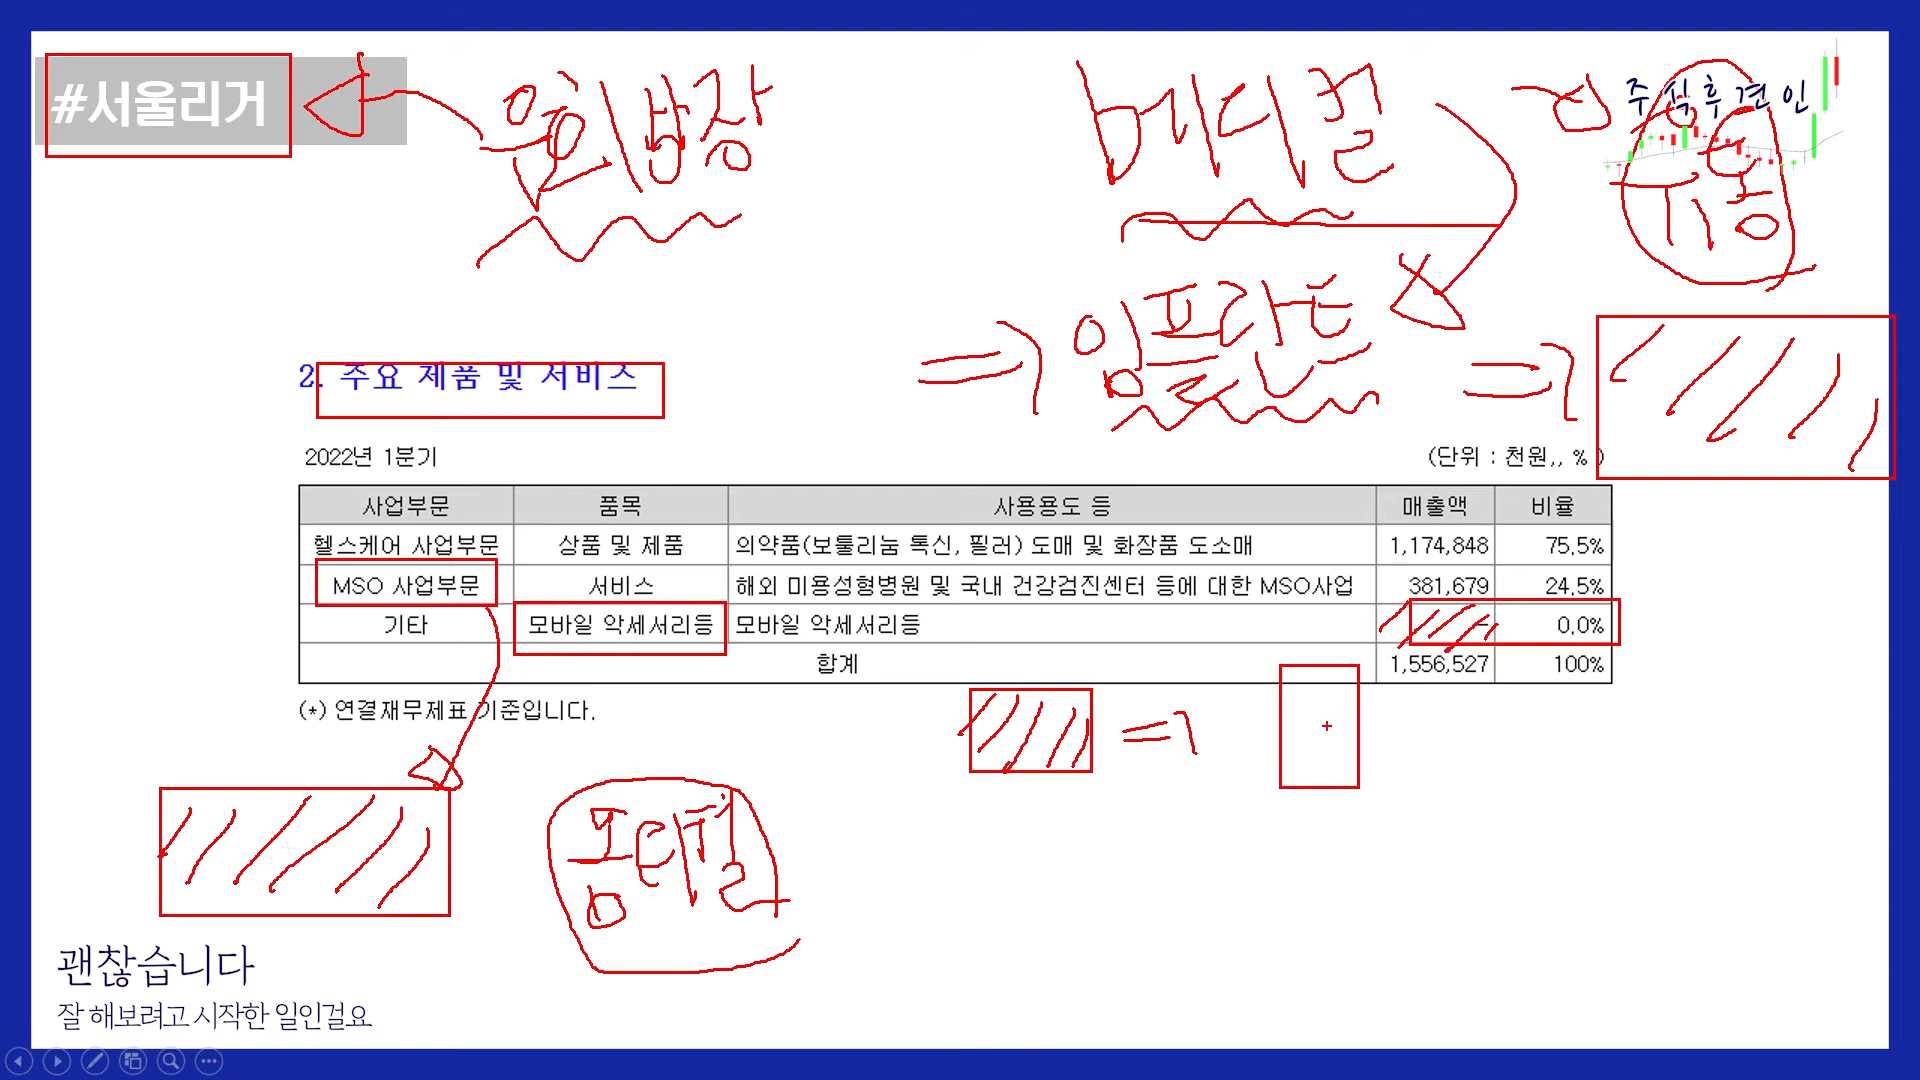 #서울리거
우회상장
메디컬
주식후견인
유통
임플란트
2. 주요 제품 및 서비스
2022년 1분기
(단위 : 천원,, % )
사업부문 품목 사용용도 등 매출액 비율
헬스케어 사업부문 상품 및 제품 의약품(보툴리눔 톡신, 필러) 도매 및 화장품 도소매 1,174,848 75.5%
MSO 사업부문 서비스 해외 미용성형병원 및 국내 건강검진센터 등에 대한 MSO사업 381,679 24.5%
기타 모바일 악세서리등 모바일 악세서리등 - 0.0%
합계 1,556,527 100%
(*) 연결재무제표 기준입니다.
옵티컬
괜찮습니다
잘 해보려고 시작한 일인걸요